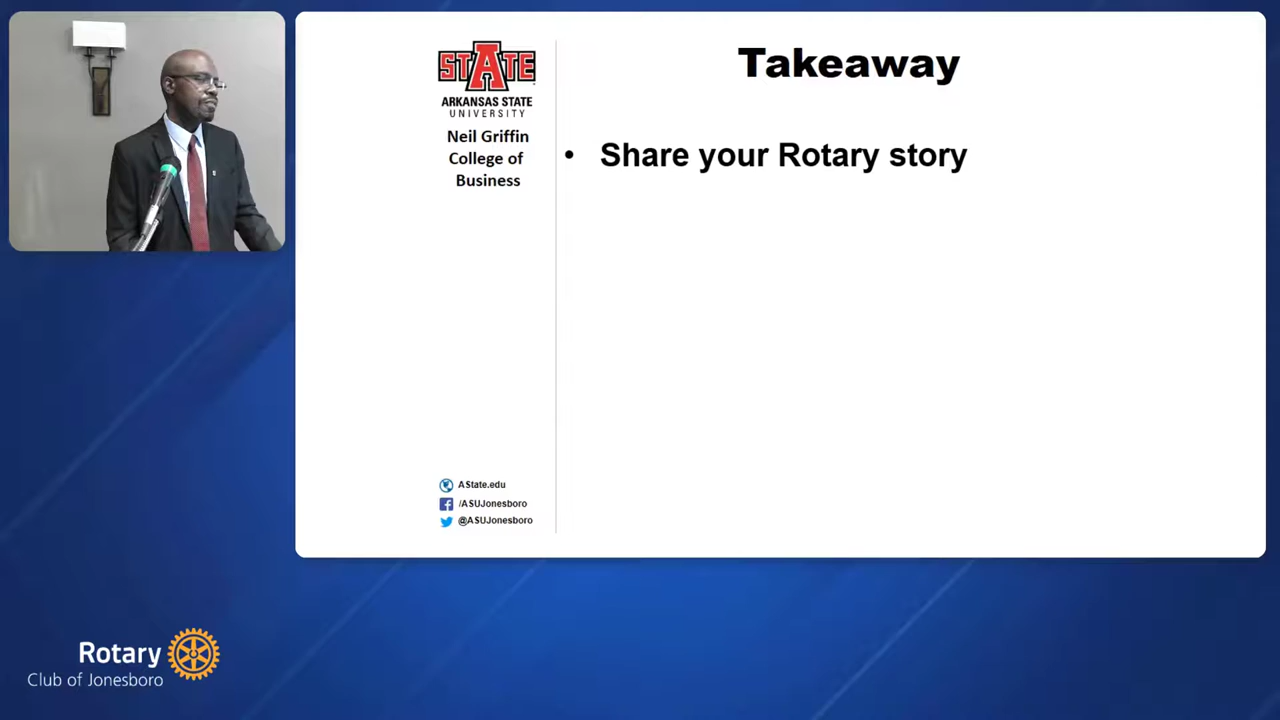 STATE
ARKANSAS STATE
UNIVERSITY
Neil Griffin
College of
Business
Takeaway
• Share your Rotary story
AState.edu
/ASUJonesboro
@ASUJonesboro
Rotary
Club of Jonesboro